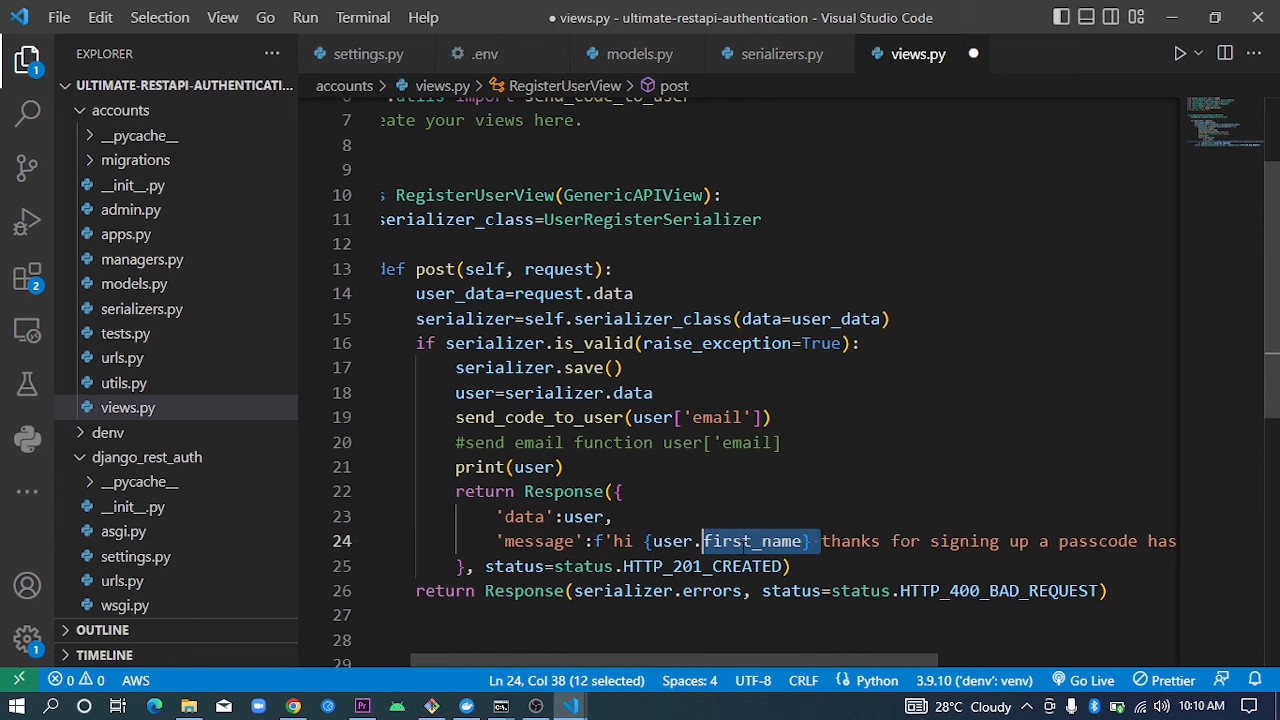 File Edit Selection View Go Run Terminal Help
● views.py - ultimate-restapi-authentication - Visual Studio Code
EXPLORER
settings.py .env models.py serializers.py views.py
ULTIMATE-RESTAPI-AUTHENTICATI...
accounts > views.py > RegisterUserView > post
accounts
__pycache__
migrations
__init__.py
admin.py
apps.py
managers.py
models.py
serializers.py
tests.py
urls.py
utils.py
views.py
denv
django_rest_auth
__pycache__
__init__.py
asgi.py
settings.py
urls.py
wsgi.py
OUTLINE
TIMELINE
6 .utils import send_code_to_user
7 eate your views here.
8
9
10 s RegisterUserView(GenericAPIView):
11 serializer_class=UserRegisterSerializer
12
13 def post(self, request):
14 user_data=request.data
15 serializer=self.serializer_class(data=user_data)
16 if serializer.is_valid(raise_exception=True):
17 serializer.save()
18 user=serializer.data
19 send_code_to_user(user['email'])
20 #send email function user['email]
21 print(user)
22 return Response({
23 'data':user,
24 'message':f'hi {user.first_name} thanks for signing up a passcode has
25 }, status=status.HTTP_201_CREATED)
26 return Response(serializer.errors, status=status.HTTP_400_BAD_REQUEST)
27
28
29
1
2
1
0 0 AWS Ln 24, Col 38 (12 selected) Spaces: 4 UTF-8 CRLF Python 3.9.10 ('denv': venv) Go Live Prettier
28°C Cloudy 10:10 AM